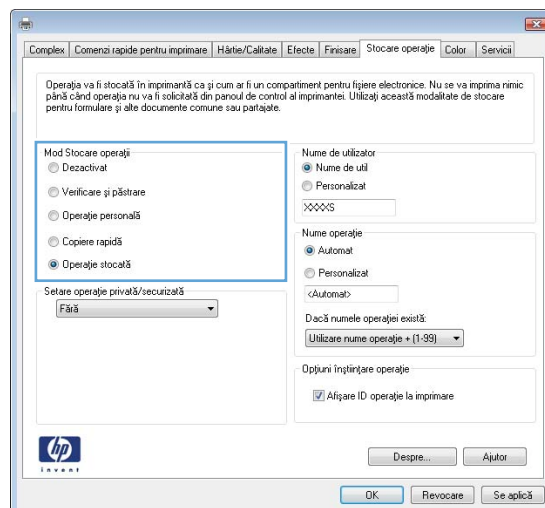 Complex Comenzi rapide pentru imprimare Hârtie/Calitate Efecte Finisare Stocare operaţie Color Servicii
Operaţia va fi stocată în imprimantă ca şi cum ar fi un compartiment pentru fişiere electronice. Nu se va imprima nimic
până când operaţia nu va fi solicitată din panoul de control al imprimantei. Utilizaţi această modalitate de stocare
pentru formulare şi alte documente comune sau partajate.
Mod Stocare operaţii
Dezactivat
Verificare şi păstrare
Operaţie personală
Copiere rapidă
Operaţie stocată
Setare operaţie privată/securizată
Fără
Nume de utilizator
Nume de util
Personalizat
XXXXS
Nume operaţie
Automat
Personalizat
<Automat>
Dacă numele operaţiei există:
Utilizare nume operaţie + (1-99)
Opţiuni înştiinţare operaţie
Afişare ID operaţie la imprimare
hp
invent
Despre... Ajutor
OK Revocare Se aplică